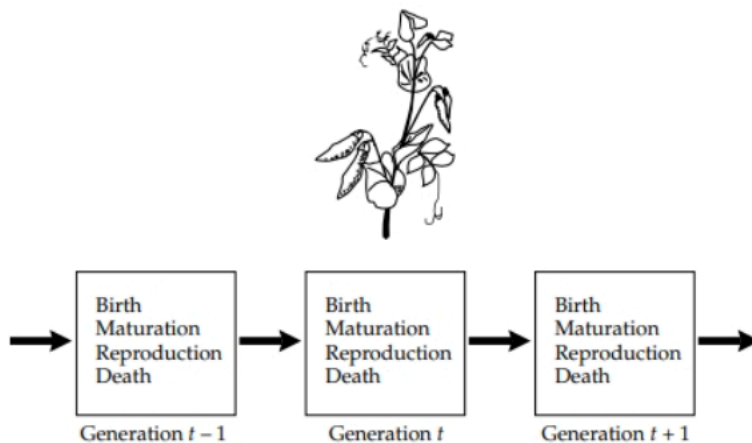 Birth
Maturation
Reproduction
Death
Generation t – 1
Birth
Maturation
Reproduction
Death
Generation t
Birth
Maturation
Reproduction
Death
Generation t + 1